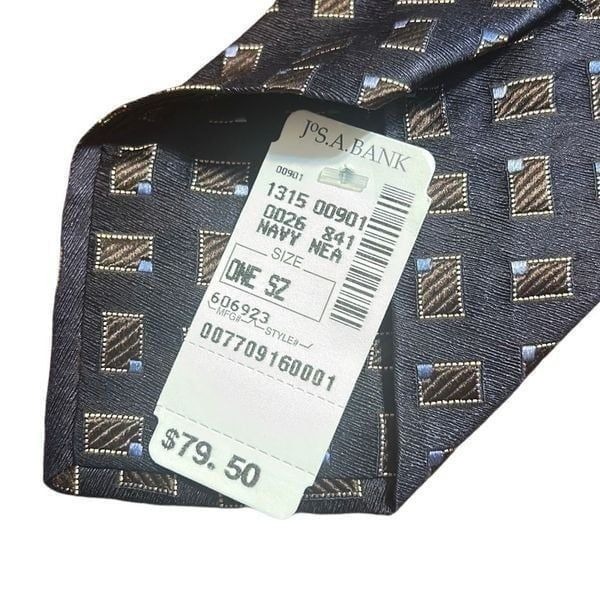 JoS.A.BANK
00901
1315 00901
0026 841
NAVY NEA
SIZE
ONE SZ
606923
MFG# STYLE#
007709160001
$79.50